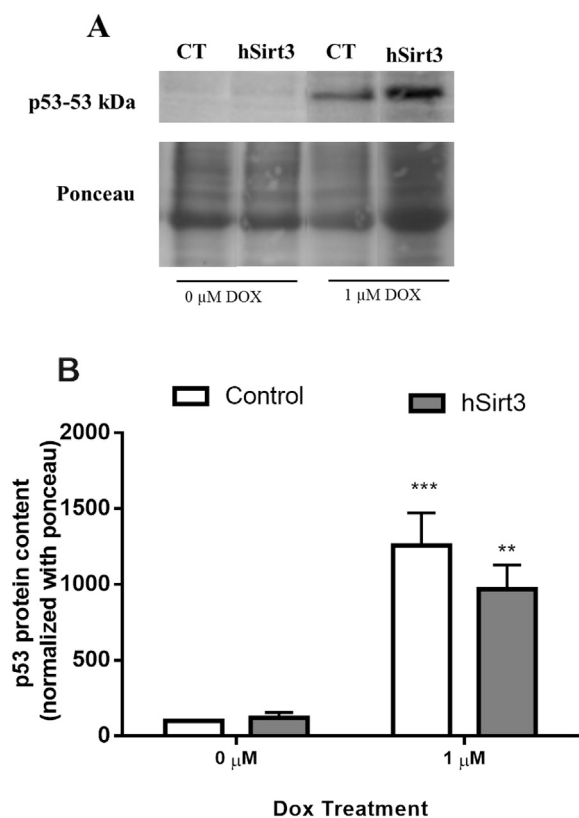 A
CT hSirt3 CT hSirt3
p53-53 kDa
Ponceau
0 µM DOX 1 µM DOX
B
Control hSirt3
p53 protein content
(normalized with ponceau)
2000
1500
1000
500
0
***
**
0 µM 1 µM
Dox Treatment